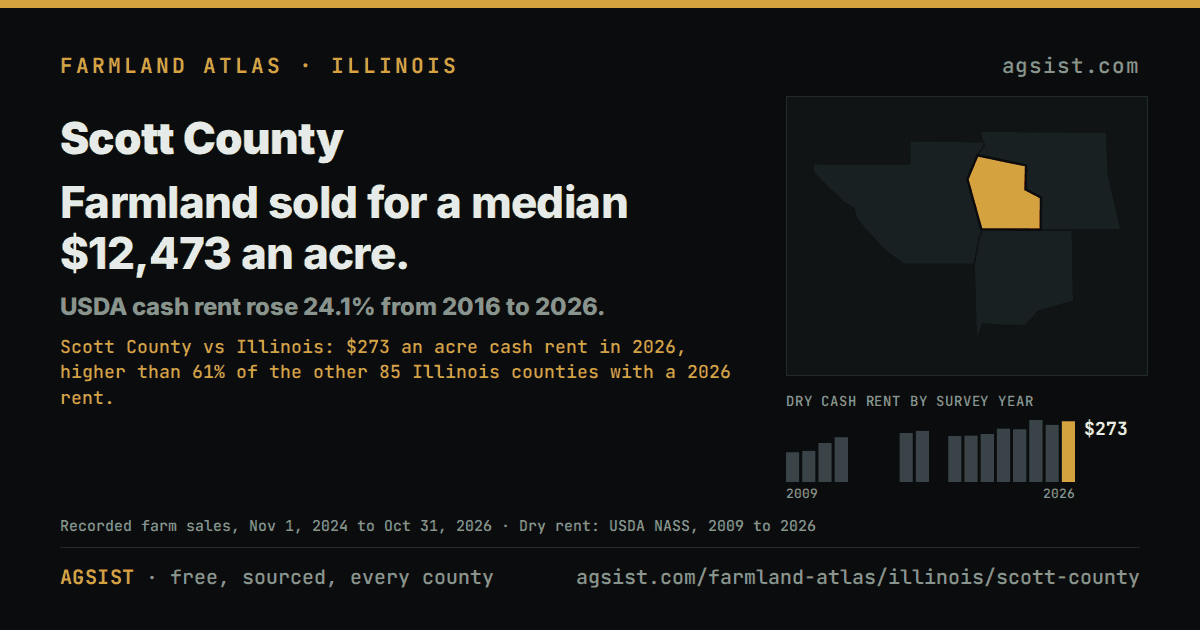 FARMLAND ATLAS · ILLINOIS
agsist.com
Scott County
Farmland sold for a median
$12,473 an acre.
USDA cash rent rose 24.1% from 2016 to 2026.
Scott County vs Illinois: $273 an acre cash rent in 2026,
higher than 61% of the other 85 Illinois counties with a 2026
rent.
DRY CASH RENT BY SURVEY YEAR
$273
2009
2026
Recorded farm sales, Nov 1, 2024 to Oct 31, 2026 · Dry rent: USDA NASS, 2009 to 2026
AGSIST · free, sourced, every county
agsist.com/farmland-atlas/illinois/scott-county